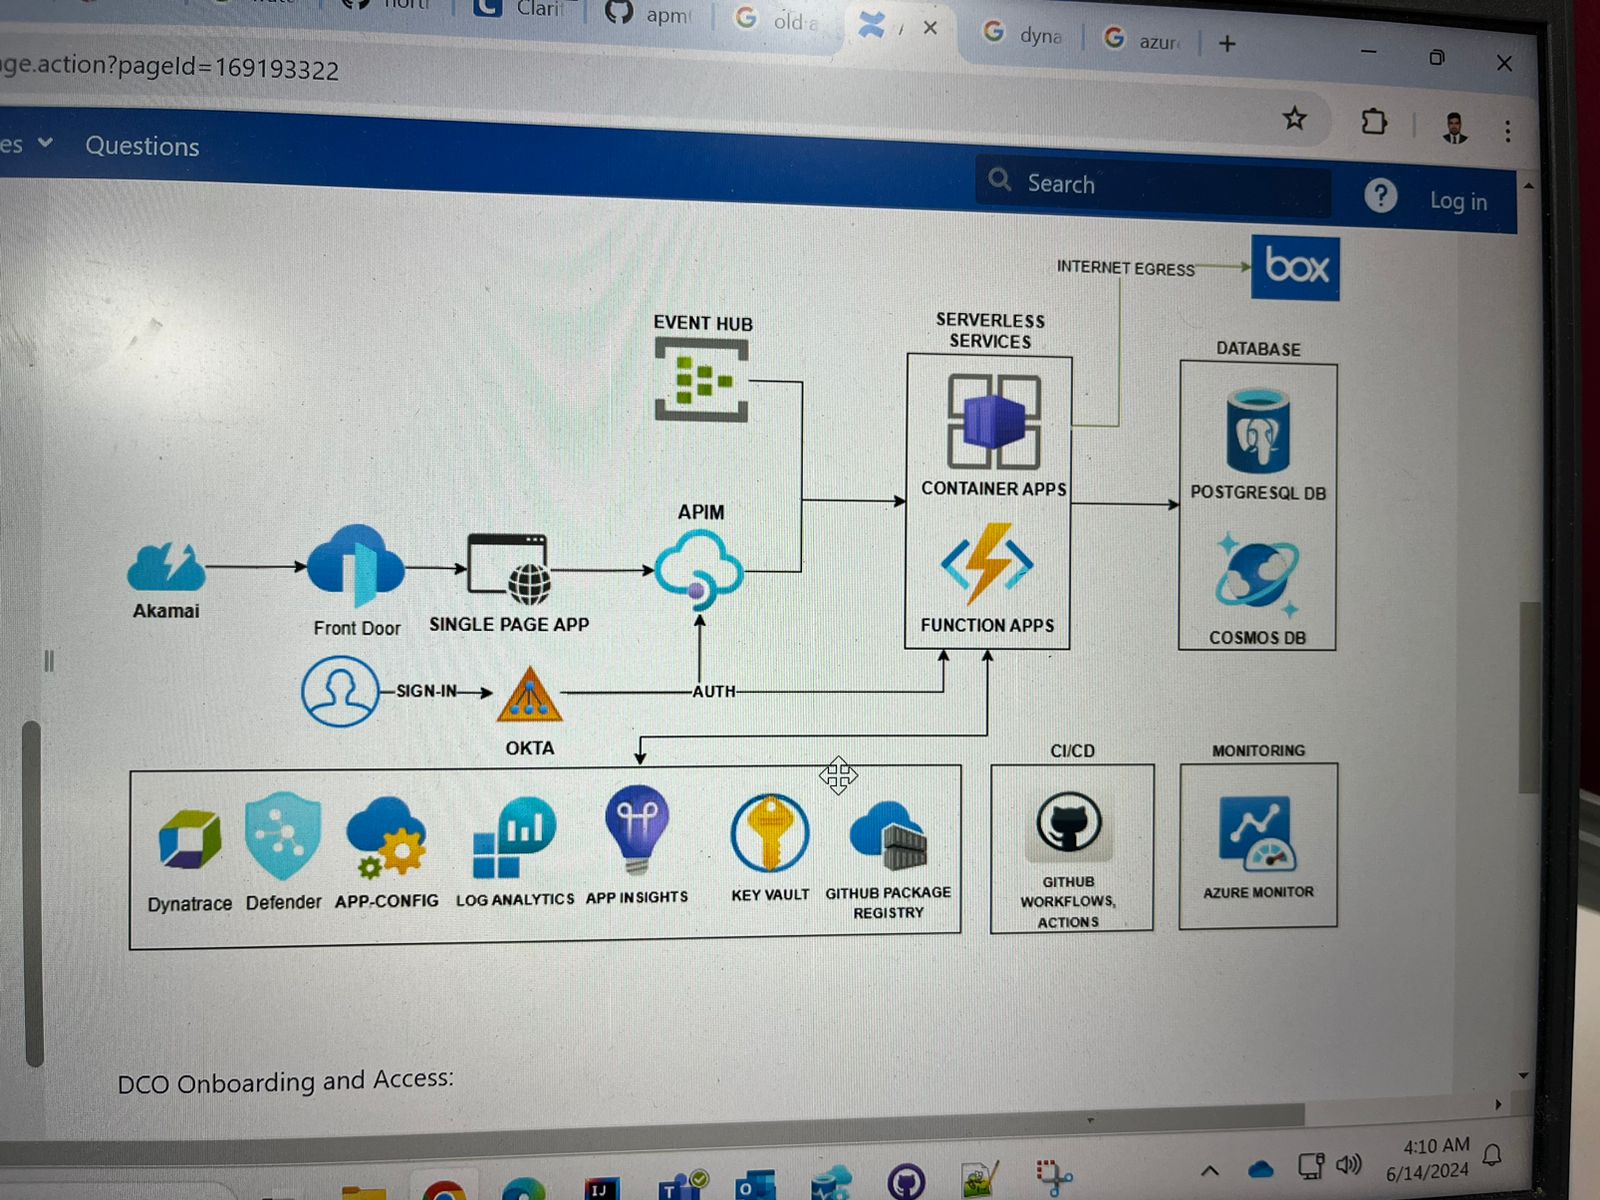 old
dyna
azur
ge.action?pageId=169193322
es
Questions
Search
Log in
INTERNET EGRESS
box
EVENT HUB
SERVERLESS
SERVICES
DATABASE
CONTAINER APPS
POSTGRESQL DB
APIM
Akamai
Front Door
SINGLE PAGE APP
FUNCTION APPS
COSMOS DB
SIGN-IN
AUTH
OKTA
CI/CD
MONITORING
Dynatrace
Defender
APP-CONFIG
LOG ANALYTICS
APP INSIGHTS
KEY VAULT
GITHUB PACKAGE
REGISTRY
GITHUB
WORKFLOWS,
ACTIONS
AZURE MONITOR
DCO Onboarding and Access:
4:10 AM
6/14/2024